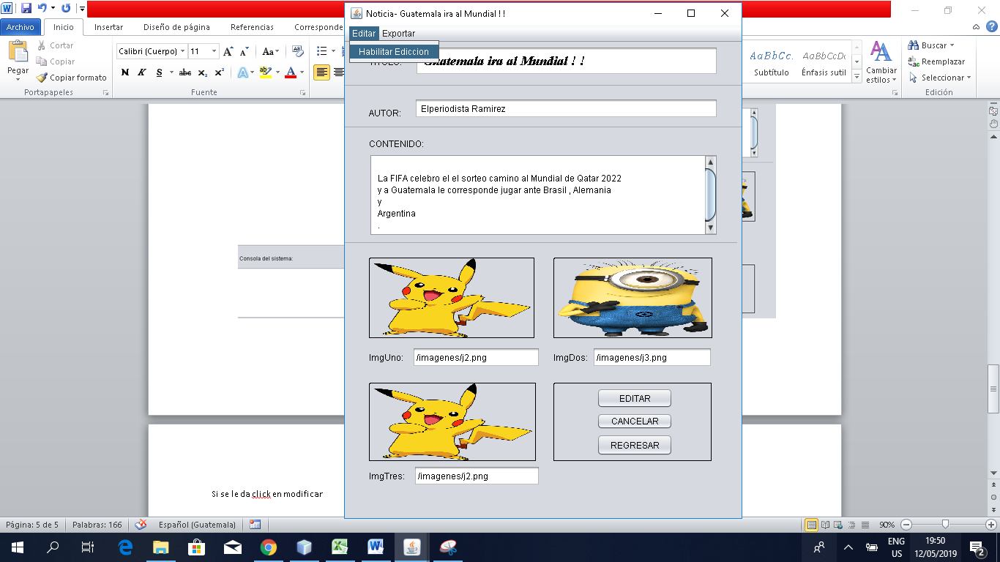 Noticia- Guatemala ira al Mundial ! !
Archivo
Inicio
Insertar
Diseño de página
Referencias
Corresponde
Editar
Exportar
Habilitar Ediccion
Pegar
Cortar
Copiar
Copiar formato
Portapapeles
Calibri (Cuerpo)
11
Aa
N K S abc x₂ x²
Fuente
AaBbCc.
AaBbCcDc
Subtítulo
Énfasis sutil
Cambiar
estilos
Buscar
Reemplazar
Seleccionar
Edición
TITULO:
Guatemala ira al Mundial ! !
AUTOR:
Elperiodista Ramirez
CONTENIDO:
La FIFA celebro el el sorteo camino al Mundial de Qatar 2022
y a Guatemala le corresponde jugar ante Brasil , Alemania
y
Argentina
.
Consola del sistema:
ImgUno:
/imagenes/j2.png
ImgDos:
/imagenes/j3.png
EDITAR
CANCELAR
REGRESAR
ImgTres:
/imagenes/j2.png
Si se le da click en modificar
Página: 5 de 5
Palabras: 166
Español (Guatemala)
90%
ENG
US
19:50
12/05/2019
2